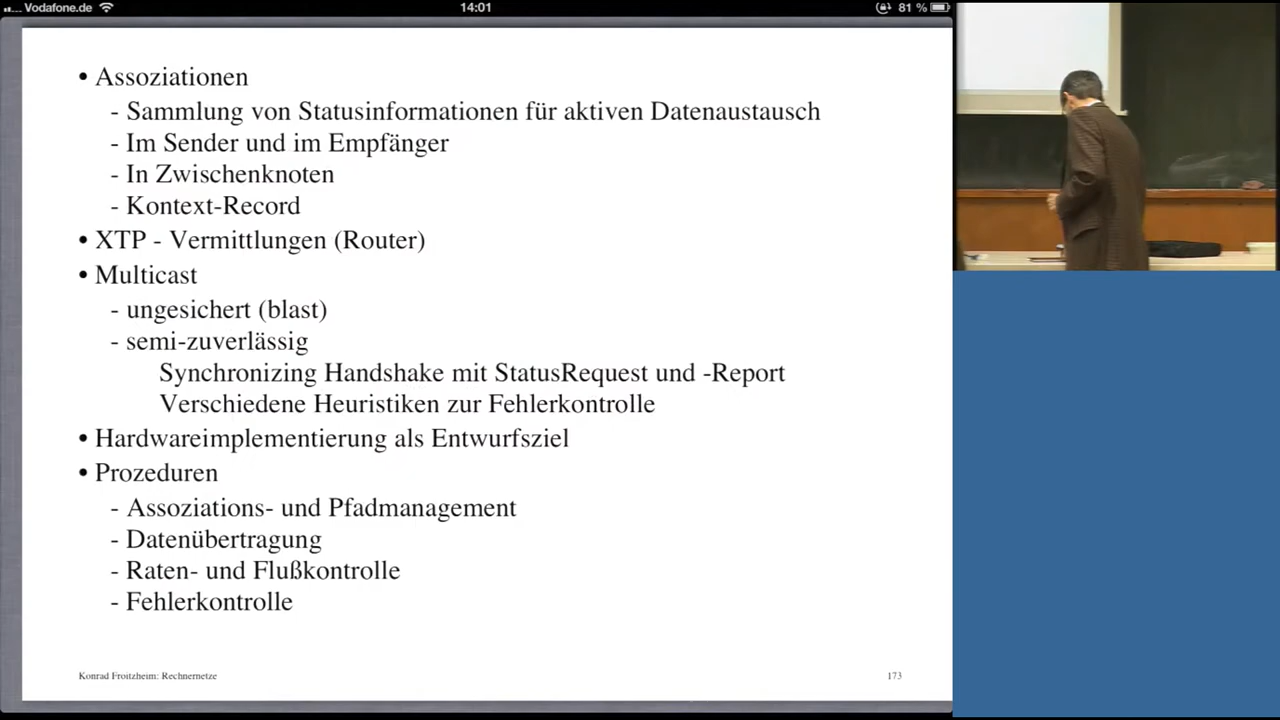 Vodafone.de 14:01 81 %
• Assoziationen
- Sammlung von Statusinformationen für aktiven Datenaustausch
- Im Sender und im Empfänger
- In Zwischenknoten
- Kontext-Record
• XTP - Vermittlungen (Router)
• Multicast
- ungesichert (blast)
- semi-zuverlässig
Synchronizing Handshake mit StatusRequest und -Report
Verschiedene Heuristiken zur Fehlerkontrolle
• Hardwareimplementierung als Entwurfsziel
• Prozeduren
- Assoziations- und Pfadmanagement
- Datenübertragung
- Raten- und Flußkontrolle
- Fehlerkontrolle
Konrad Froitzheim: Rechnernetze 173